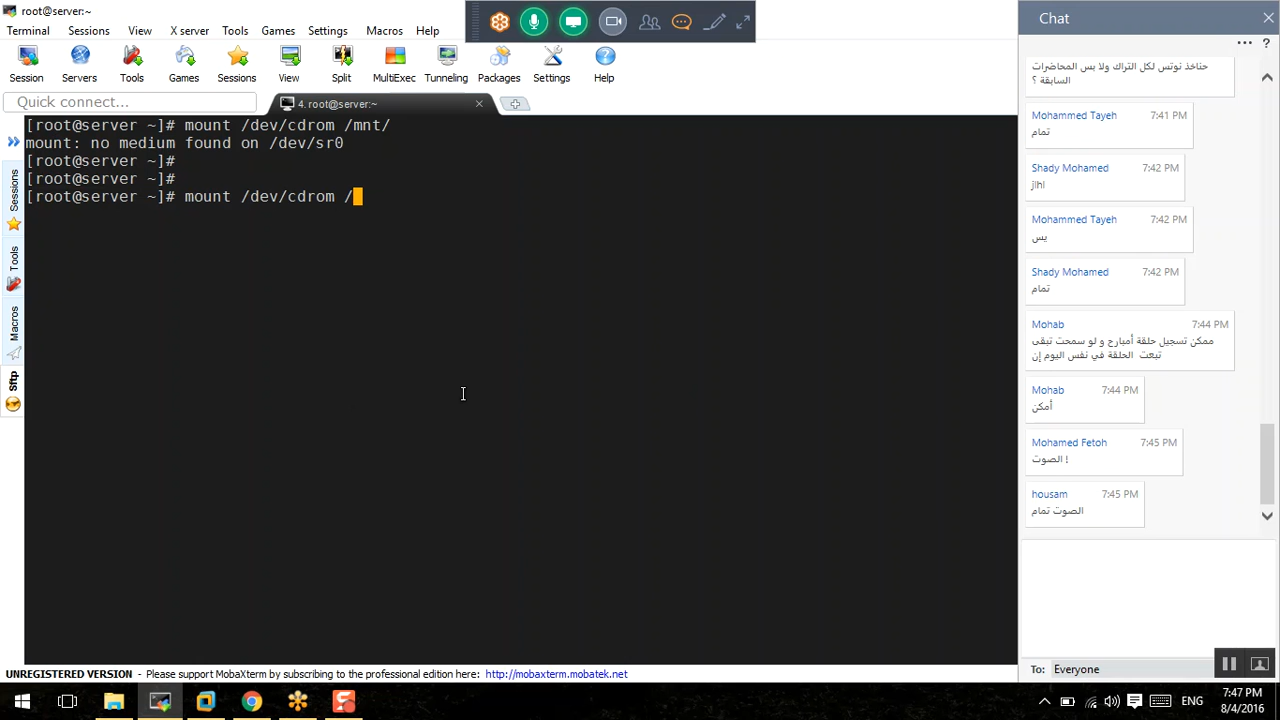 root@server:~
Terminal Sessions View X server Tools Games Settings Macros Help
Session Servers Tools Games Sessions View Split MultiExec Tunneling Packages Settings Help
Quick connect...
4. root@server:~
[root@server ~]# mount /dev/cdrom /mnt/
mount: no medium found on /dev/sr0
[root@server ~]#
[root@server ~]#
[root@server ~]# mount /dev/cdrom /
Sessions
Tools
Macros
Sftp
UNREGISTERED VERSION - Please support MobaXterm by subscribing to the professional edition here: http://mobaxterm.mobatek.net
Chat
حناخذ نوتس لكل التراك ولا بس المحاضرات
السابقة ؟
Mohammed Tayeh 7:41 PM
تمام
Shady Mohamed 7:42 PM
Mohammed Tayeh 7:42 PM
يس
Shady Mohamed 7:42 PM
تمام
Mohab 7:44 PM
ممكن تسجيل حلقة أمبارح و لو سمحت تبقى
تبعت الحلقة في نفس اليوم إن
Mohab 7:44 PM
أمكن
Mohamed Fetoh 7:45 PM
الصوت !
housam 7:45 PM
الصوت تمام
To: Everyone
ENG
7:47 PM
8/4/2016